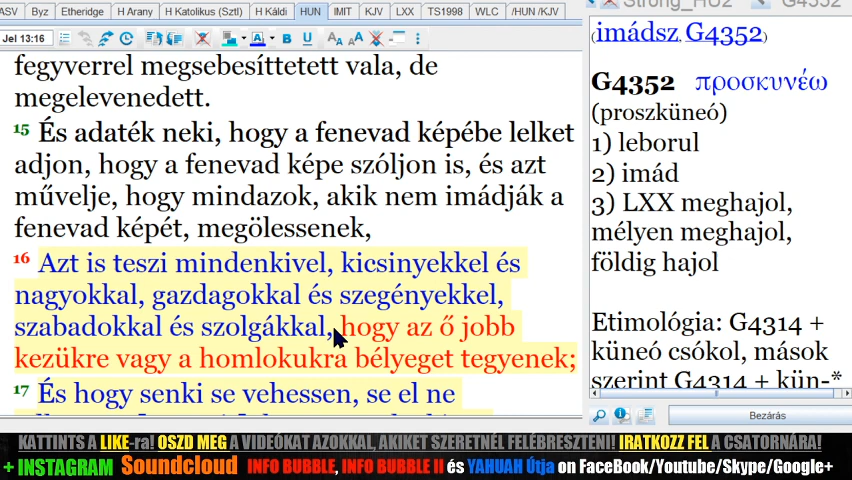 ASV Byz Etheridge H Arany H Katolikus (Sztl) H Káldi HUN IMIT KJV LXX TS1998 WLC /HUN /KJV
Jel 13:16
fegyverrel megsebesíttetett vala, de
megelevenedett.
15 És adaték neki, hogy a fenevad képébe lelket
adjon, hogy a fenevad képe szóljon is, és azt
művelje, hogy mindazok, akik nem imádják a
fenevad képét, megölessenek,
16 Azt is teszi mindenkivel, kicsinyekkel és
nagyokkal, gazdagokkal és szegényekkel,
szabadokkal és szolgákkal, hogy az ő jobb
kezükre vagy a homlokukra bélyeget tegyenek;
17 És hogy senki se vehessen, se el ne
Strong_HU2 G4352
(imádsz, G4352)
G4352 προσκυνέω
(proszküneó)
1) leborul
2) imád
3) LXX meghajol,
mélyen meghajol,
földig hajol
Etimológia: G4314 +
küneó csókol, mások
szerint G4314 + kün-*
Bezárás
KATTINTS A LIKE-ra! OSZD MEG A VIDEÓKAT AZOKKAL, AKIKET SZERETNÉL FELÉBRESZTENI! IRATKOZZ FEL A CSATORNÁRA!
+ INSTAGRAM Soundcloud INFO BUBBLE, INFO BUBBLE II és YAHUAH Útja on FaceBook/Youtube/Skype/Google+